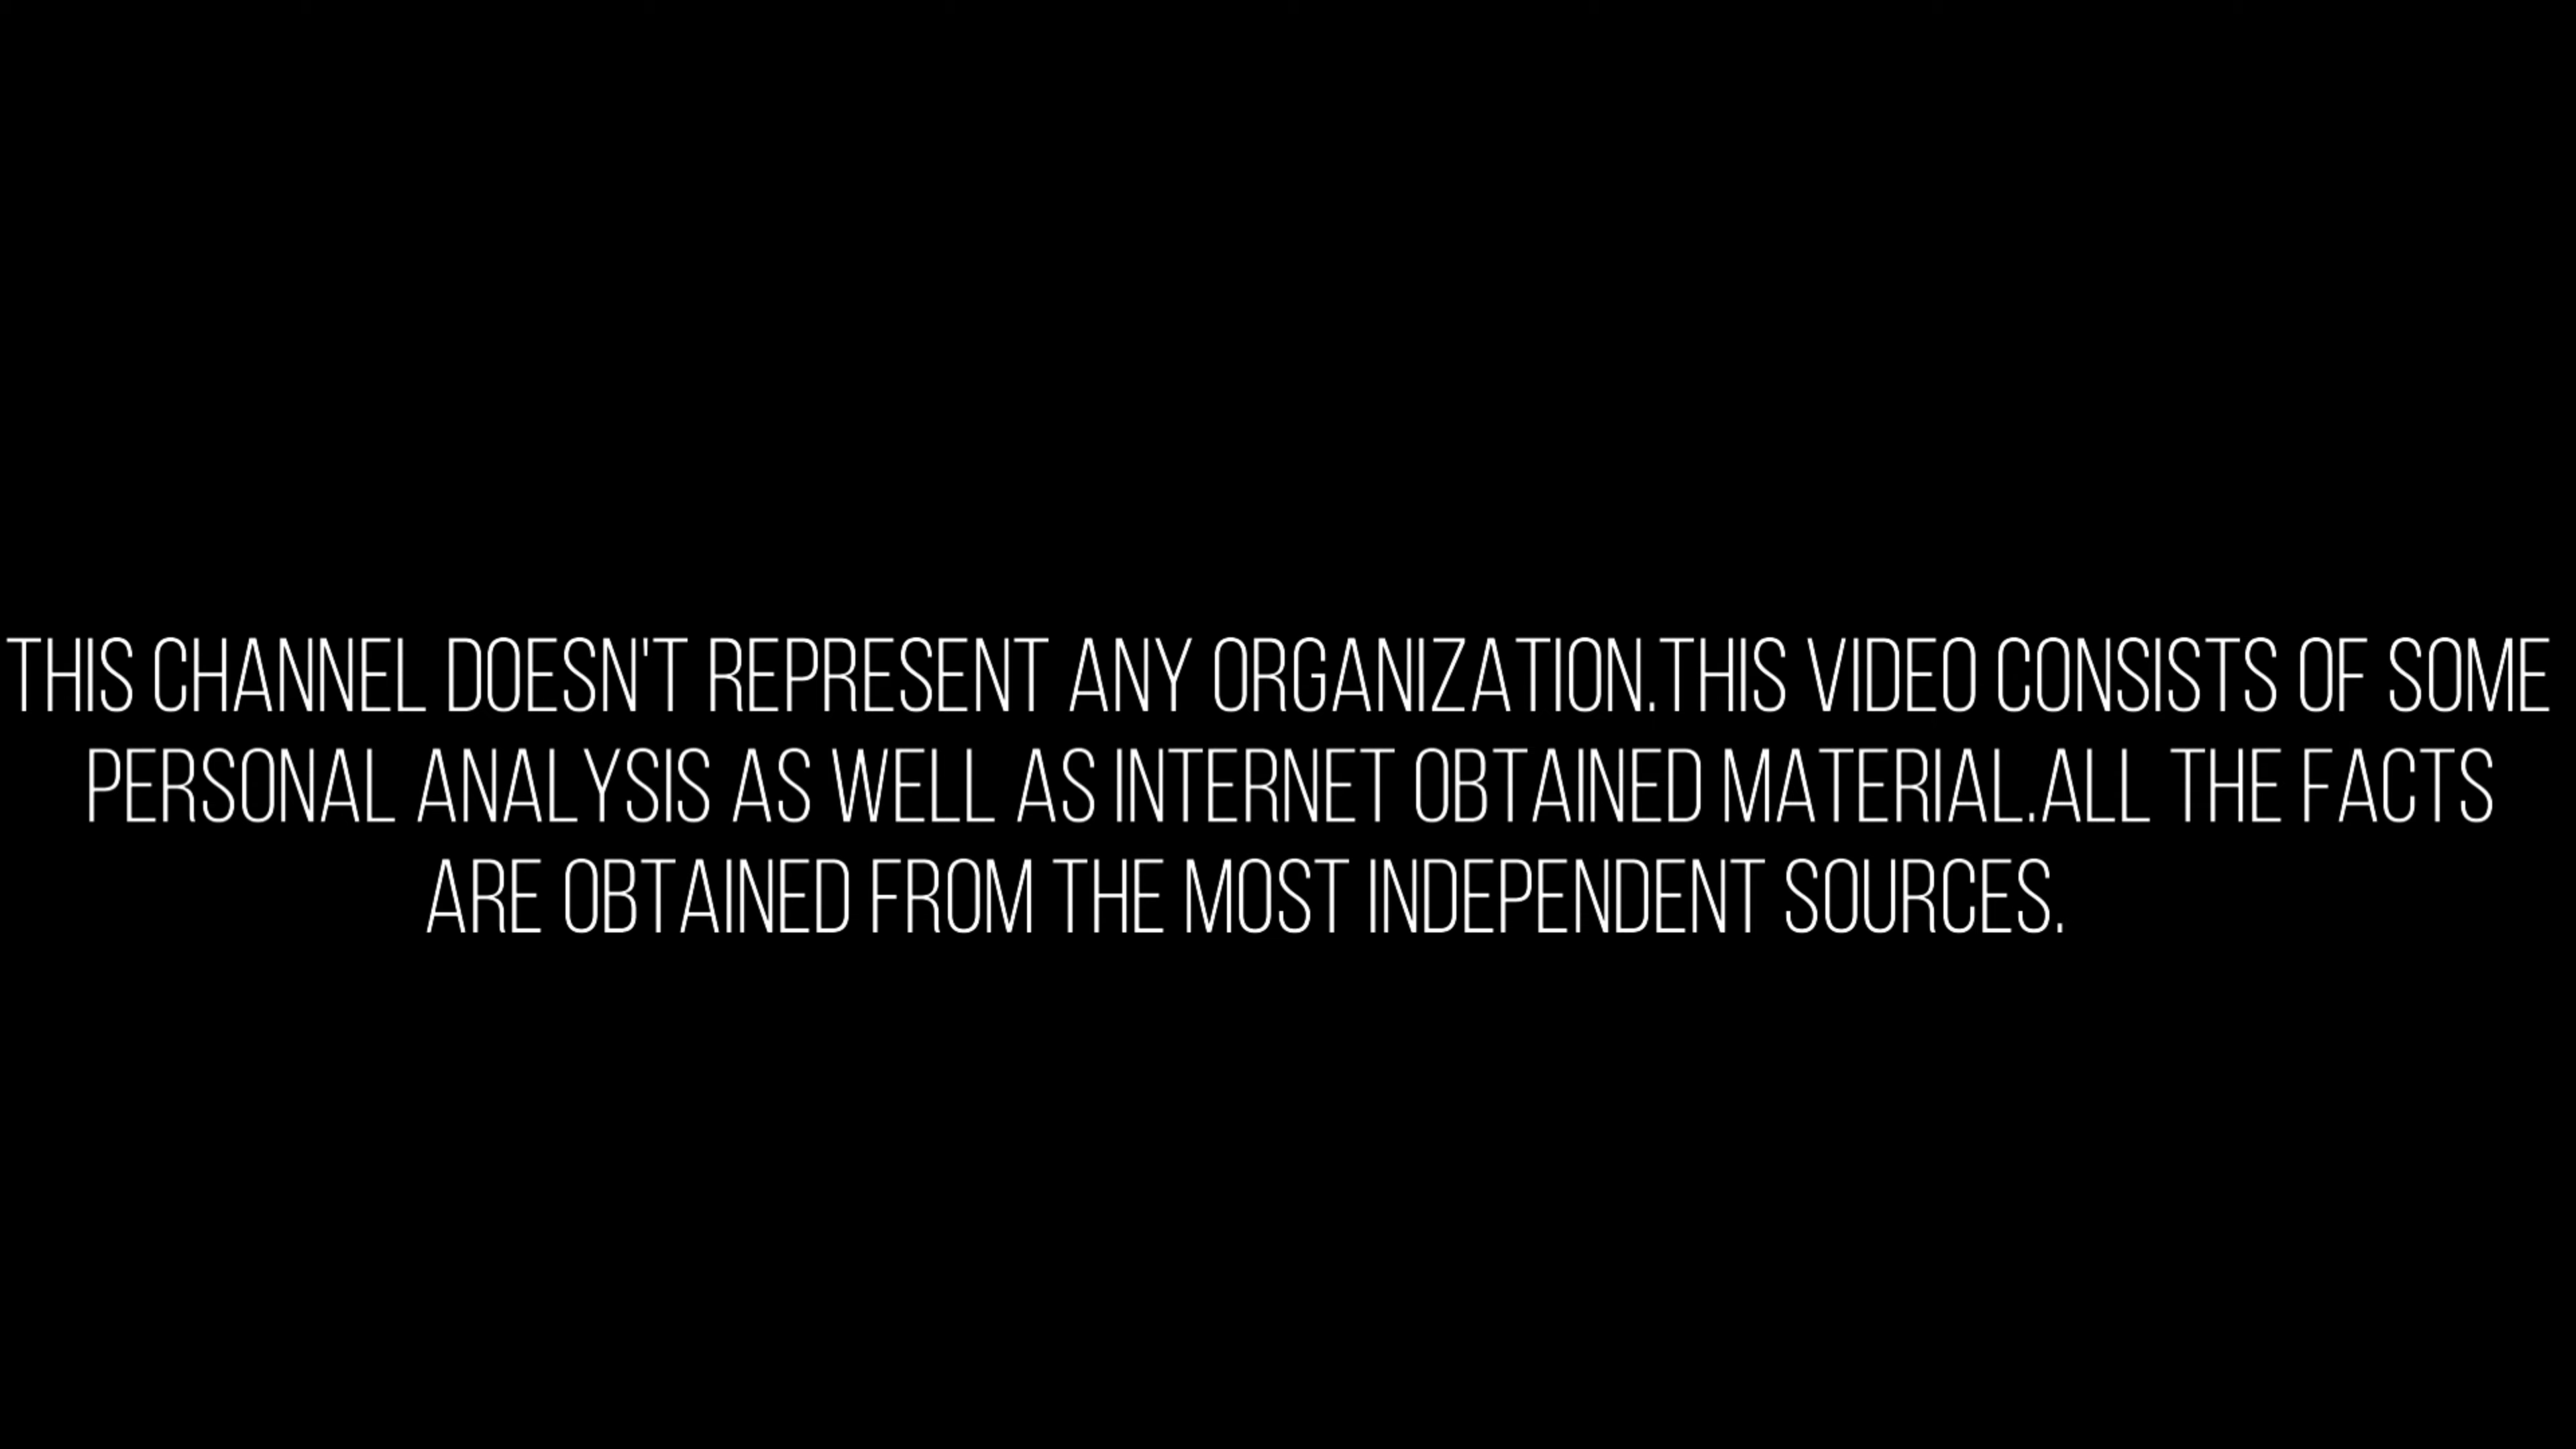 THIS CHANNEL DOESN'T REPRESENT ANY ORGANIZATION.THIS VIDEO CONSISTS OF SOME
PERSONAL ANALYSIS AS WELL AS INTERNET OBTAINED MATERIAL.ALL THE FACTS
ARE OBTAINED FROM THE MOST INDEPENDENT SOURCES.